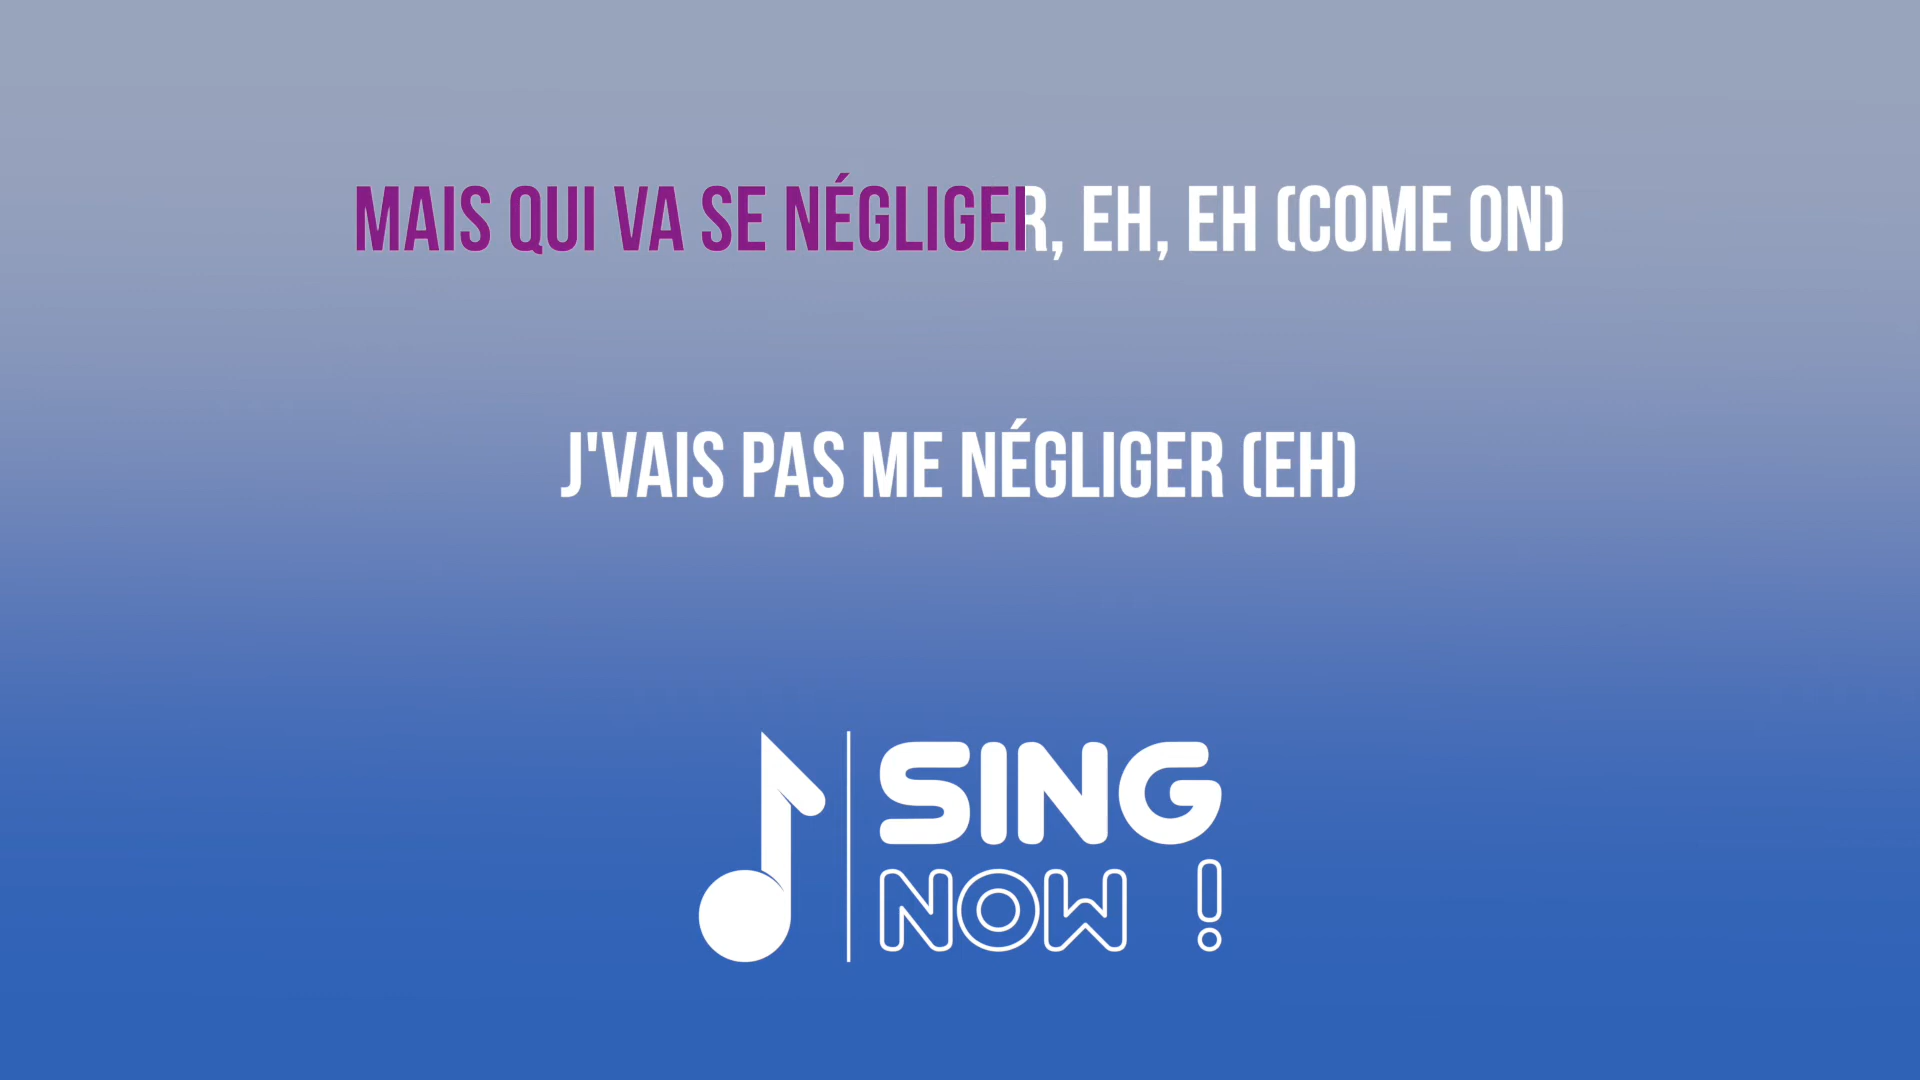 MAIS QUI VA SE NÉGLIGER, EH, EH (COME ON)
J'VAIS PAS ME NÉGLIGER (EH)
SING
NOW !